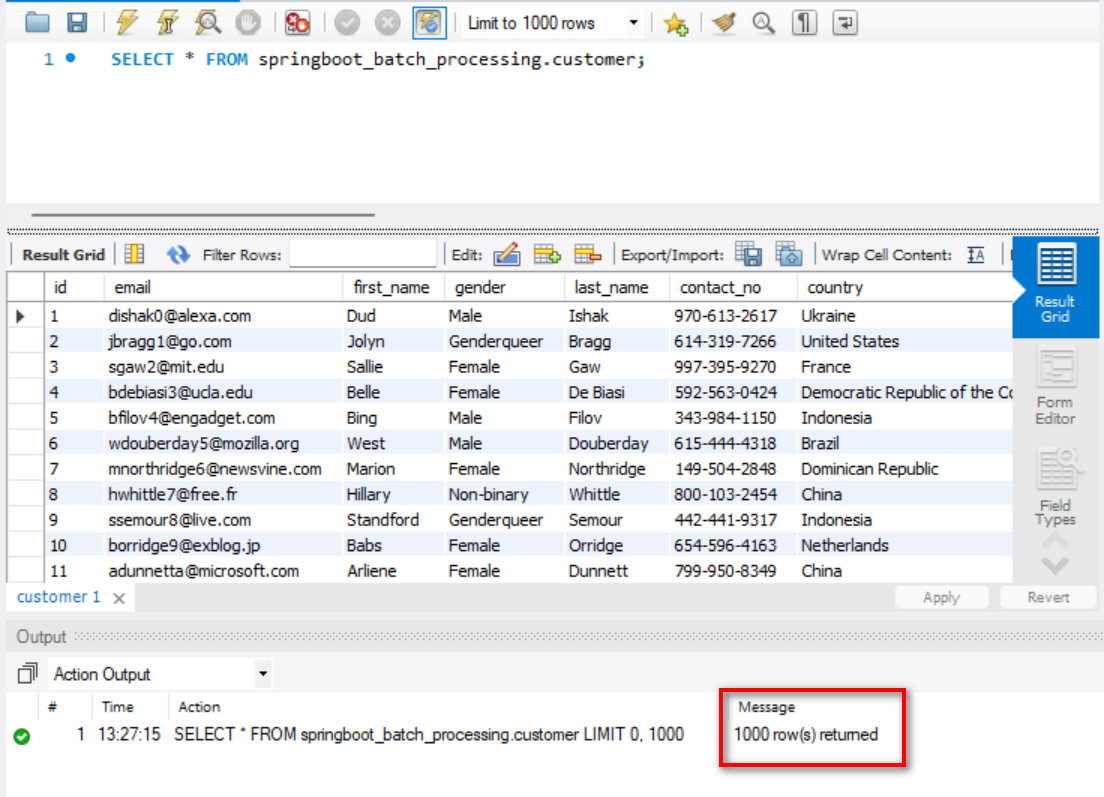 Limit to 1000 rows
1 SELECT * FROM springboot_batch_processing.customer;
Result Grid Filter Rows: Edit: Export/Import: Wrap Cell Content:
id email first_name gender last_name contact_no country
1 dishak0@alexa.com Dud Male Ishak 970-613-2617 Ukraine
2 jbragg1@go.com Jolyn Genderqueer Bragg 614-319-7266 United States
3 sgaw2@mit.edu Sallie Female Gaw 997-395-9270 France
4 bdebiasi3@ucla.edu Belle Female De Biasi 592-563-0424 Democratic Republic of the Co
5 bfilov4@engadget.com Bing Male Filov 343-984-1150 Indonesia
6 wdouberday5@mozilla.org West Male Douberday 615-444-4318 Brazil
7 mnorthridge6@newsvine.com Marion Female Northridge 149-504-2848 Dominican Republic
8 hwhittle7@free.fr Hillary Non-binary Whittle 800-103-2454 China
9 ssemour8@live.com Standford Genderqueer Semour 442-441-9317 Indonesia
10 borridge9@exblog.jp Babs Female Orridge 654-596-4163 Netherlands
11 adunnetta@microsoft.com Arliene Female Dunnett 799-950-8349 China
Result
Grid
Form
Editor
Field
Types
customer 1 Apply Revert
Output
Action Output
# Time Action Message
1 13:27:15 SELECT * FROM springboot_batch_processing.customer LIMIT 0, 1000 1000 row(s) returned